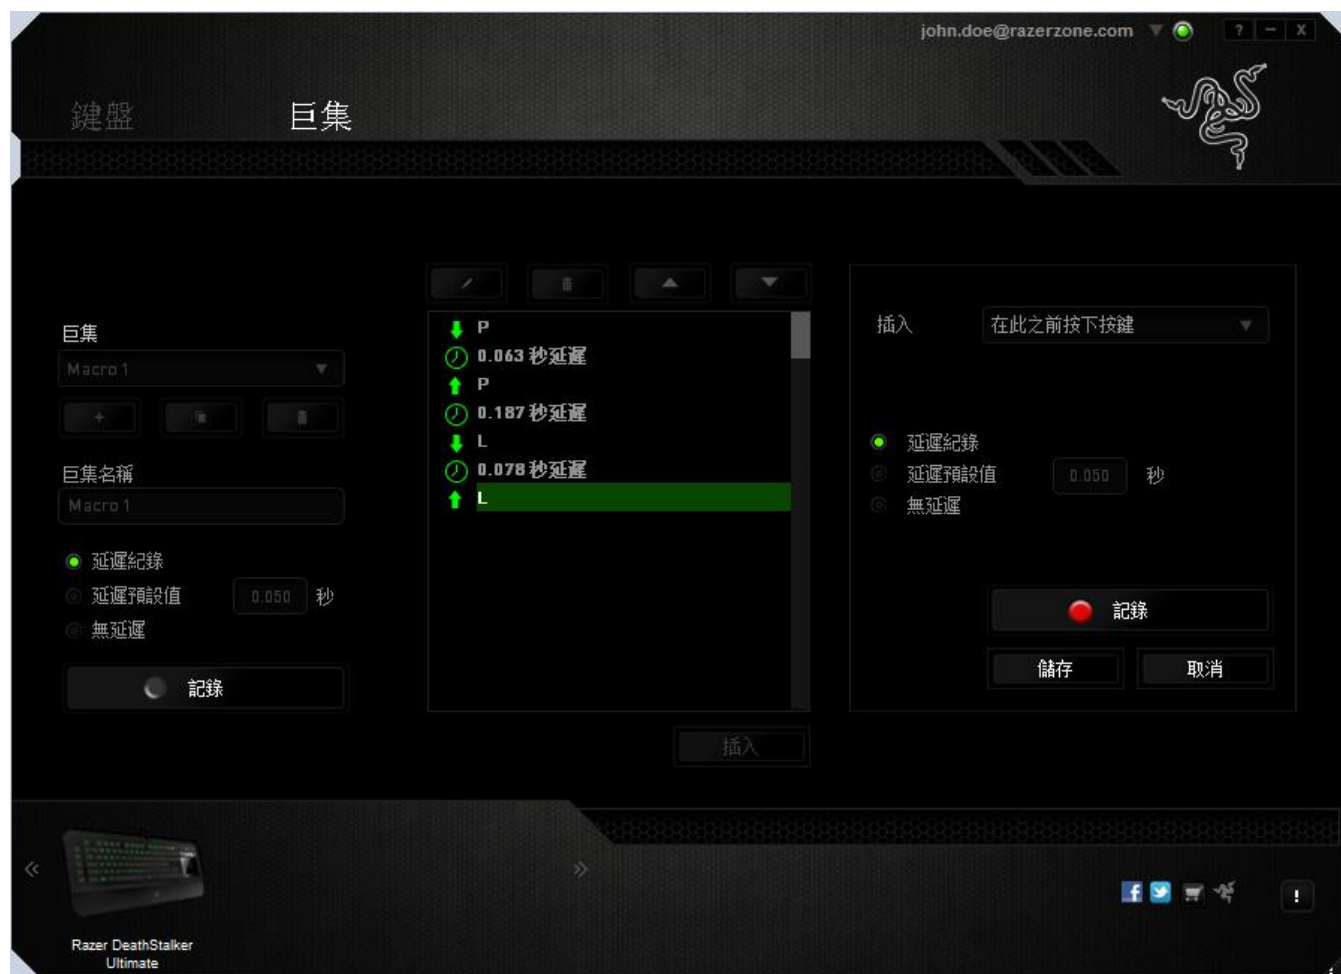 john.doe@razerzone.com
? – X
鍵盤 巨集
巨集
Macro 1
巨集名稱
Macro 1
延遲紀錄
延遲預設值 0.050 秒
無延遲
記錄
P
0.063 秒延遲
P
0.187 秒延遲
L
0.078 秒延遲
L
插入
插入 在此之前按下按鍵
延遲紀錄
延遲預設值 0.050 秒
無延遲
記錄
儲存 取消
Razer DeathStalker
Ultimate
f
!